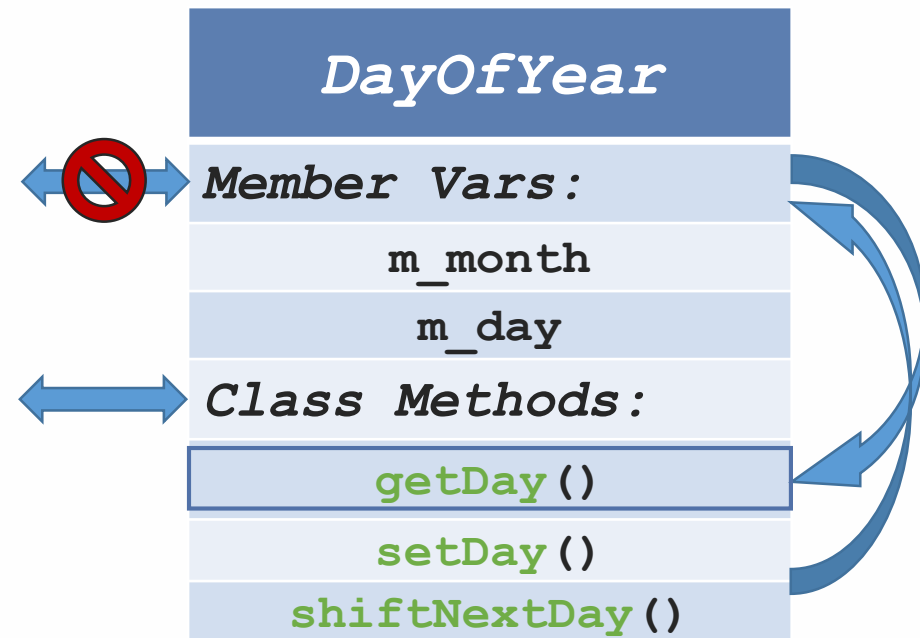 DayOfYear
Member Vars:
m_month
m_day
Class Methods:
getDay()
setDay()
shiftNextDay()